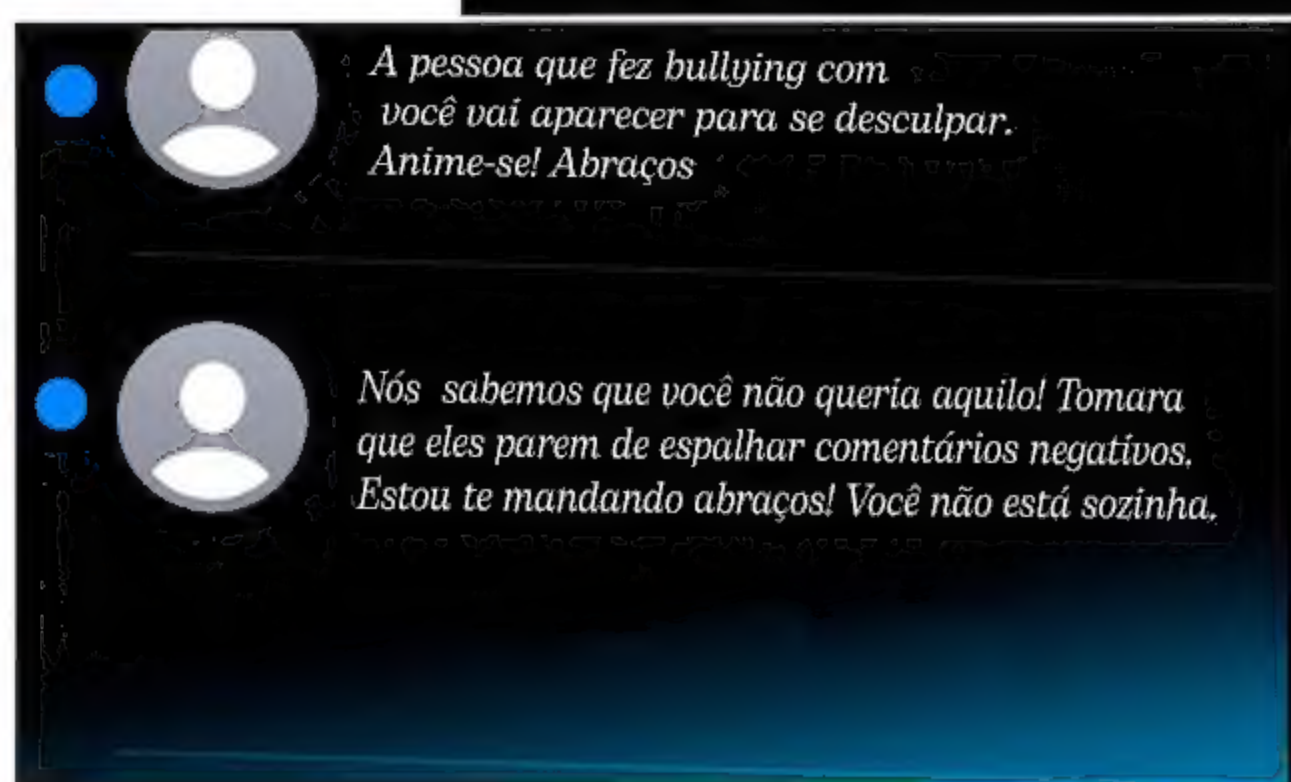 A pessoa que fez bullying com
você vai aparecer para se desculpar.
Anime-se! Abraços
Nós sabemos que você não queria aquilo! Tomara
que eles parem de espalhar comentários negativos.
Estou te mandando abraços! Você não está sozinha.